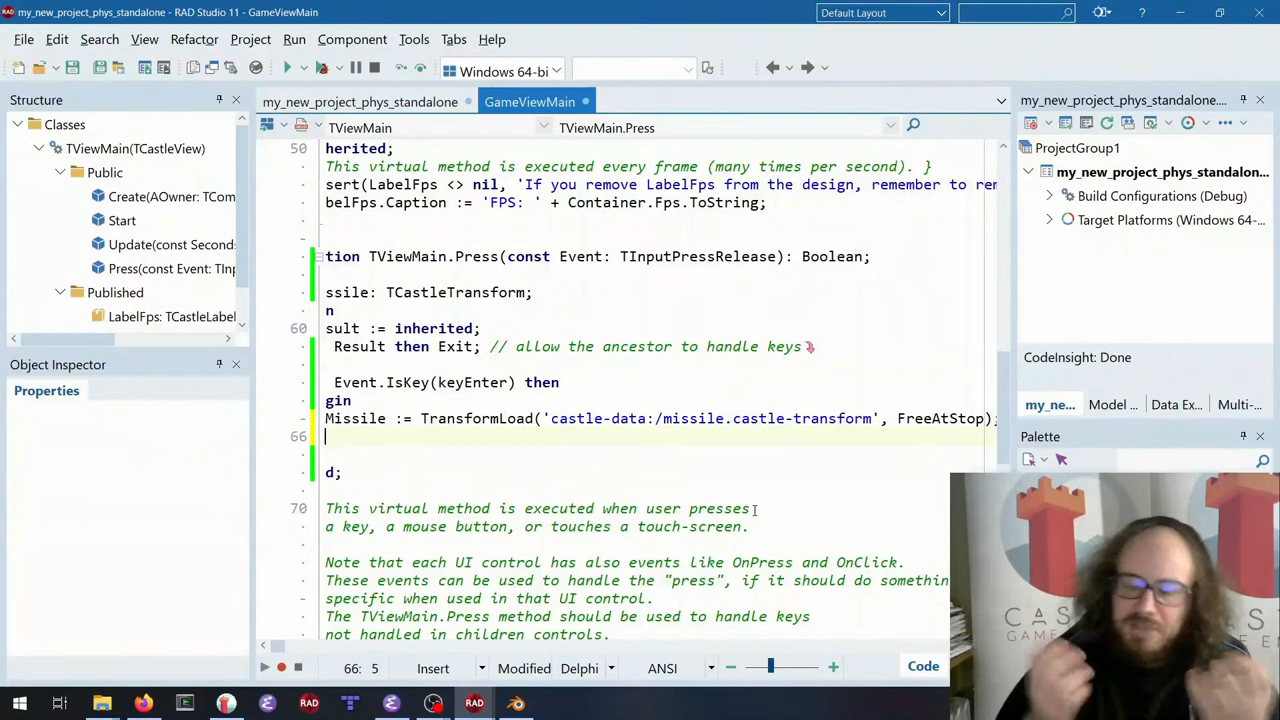 my_new_project_phys_standalone - RAD Studio 11 - GameViewMain
Default Layout
File Edit Search View Refactor Project Run Component Tools Tabs Help
Windows 64-bi
Structure
my_new_project_phys_standalone
GameViewMain
my_new_project_phys_standalone....
Classes
TViewMain(TCastleView)
Public
Create(AOwner: TCom
Start
Update(const Second
Press(const Event: TInp
Published
LabelFps: TCastleLabel
Object Inspector
Properties
TViewMain
TViewMain.Press
50
herited;
This virtual method is executed every frame (many times per second). }
sert(LabelFps <> nil, 'If you remove LabelFps from the design, remember to rem
belFps.Caption := 'FPS: ' + Container.Fps.ToString;
tion TViewMain.Press(const Event: TInputPressRelease): Boolean;
ssile: TCastleTransform;
n
60
sult := inherited;
Result then Exit; // allow the ancestor to handle keys
Event.IsKey(keyEnter) then
gin
Missile := TransformLoad('castle-data:/missile.castle-transform', FreeAtStop);
66
d;
70
This virtual method is executed when user presses
a key, a mouse button, or touches a touch-screen.
Note that each UI control has also events like OnPress and OnClick.
These events can be used to handle the "press", if it should do somethin
specific when used in that UI control.
The TViewMain.Press method should be used to handle keys
not handled in children controls.
66: 5
Insert
Modified
Delphi
ANSI
Code
ProjectGroup1
my_new_project_phys_standalon...
Build Configurations (Debug)
Target Platforms (Windows 64-...
CodeInsight: Done
my_ne...
Model ...
Data Ex...
Multi-...
Palette